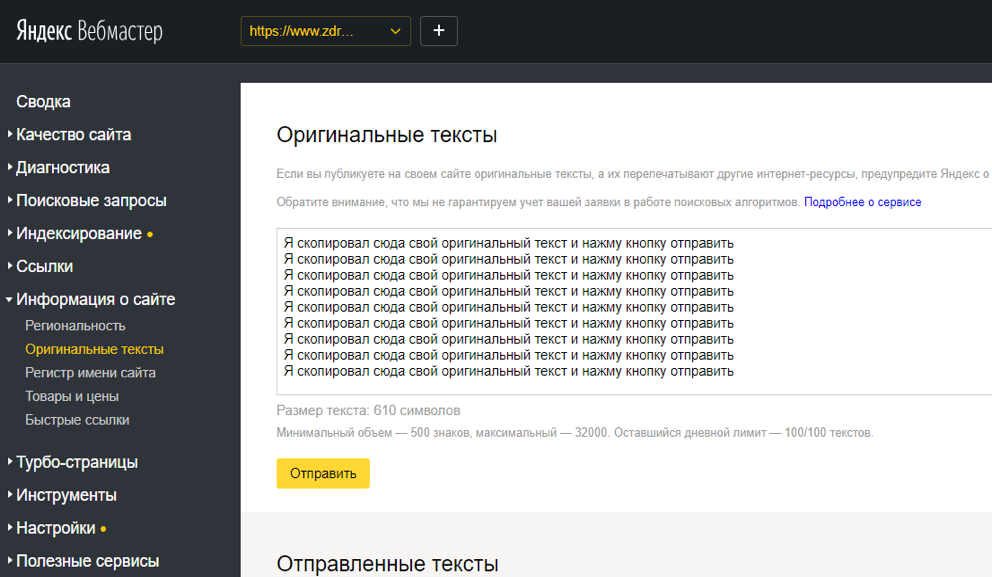 Яндекс Вебмастер
https://www.zdr...
+
Сводка
Качество сайта
Диагностика
Поисковые запросы
Индексирование
Ссылки
Информация о сайте
Региональность
Оригинальные тексты
Регистр имени сайта
Товары и цены
Быстрые ссылки
Турбо-страницы
Инструменты
Настройки
Полезные сервисы
Оригинальные тексты
Если вы публикуете на своем сайте оригинальные тексты, а их перепечатывают другие интернет-ресурсы, предупредите Яндекс о
Обратите внимание, что мы не гарантируем учет вашей заявки в работе поисковых алгоритмов. Подробнее о сервисе
Я скопировал сюда свой оригинальный текст и нажму кнопку отправить
Я скопировал сюда свой оригинальный текст и нажму кнопку отправить
Я скопировал сюда свой оригинальный текст и нажму кнопку отправить
Я скопировал сюда свой оригинальный текст и нажму кнопку отправить
Я скопировал сюда свой оригинальный текст и нажму кнопку отправить
Я скопировал сюда свой оригинальный текст и нажму кнопку отправить
Я скопировал сюда свой оригинальный текст и нажму кнопку отправить
Я скопировал сюда свой оригинальный текст и нажму кнопку отправить
Я скопировал сюда свой оригинальный текст и нажму кнопку отправить
Размер текста: 610 символов
Минимальный объем — 500 знаков, максимальный — 32000. Оставшийся дневной лимит — 100/100 текстов.
Отправить
Отправленные тексты